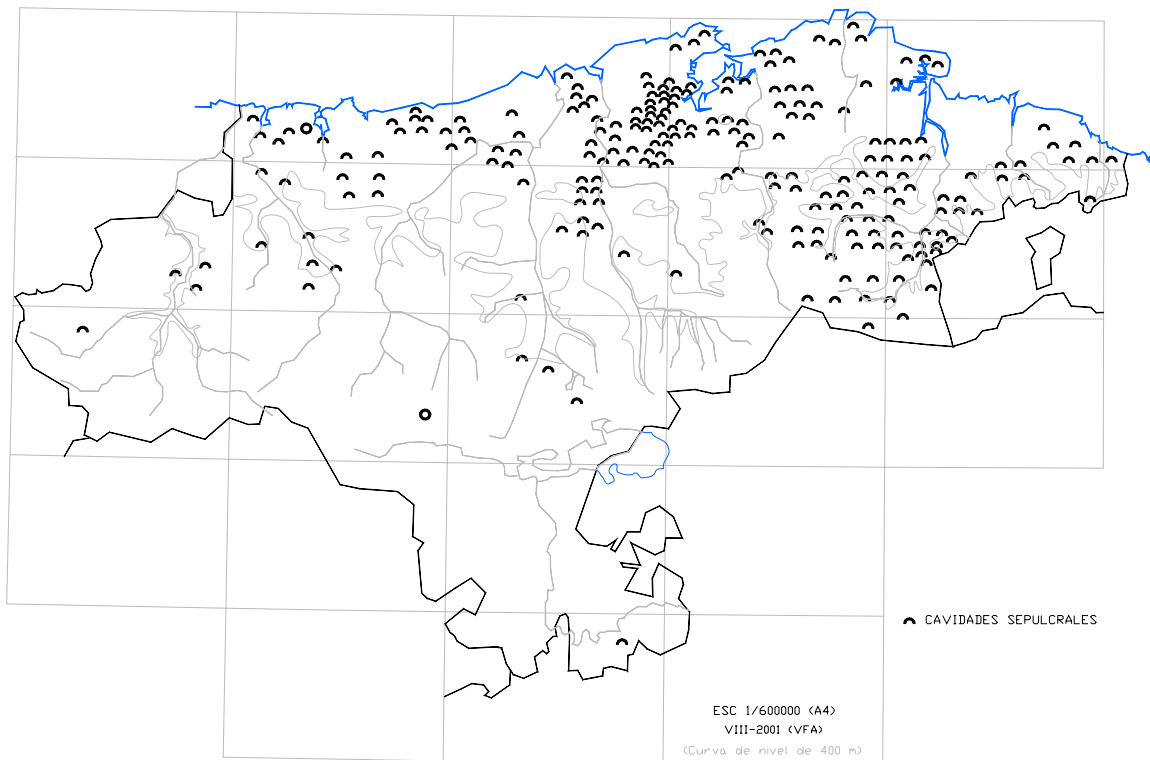 CAVIDADES SEPULCRALES
ESC 1/600000 (A4)
VIII-2001 (VFA)
(Curva de nivel de 400 m)